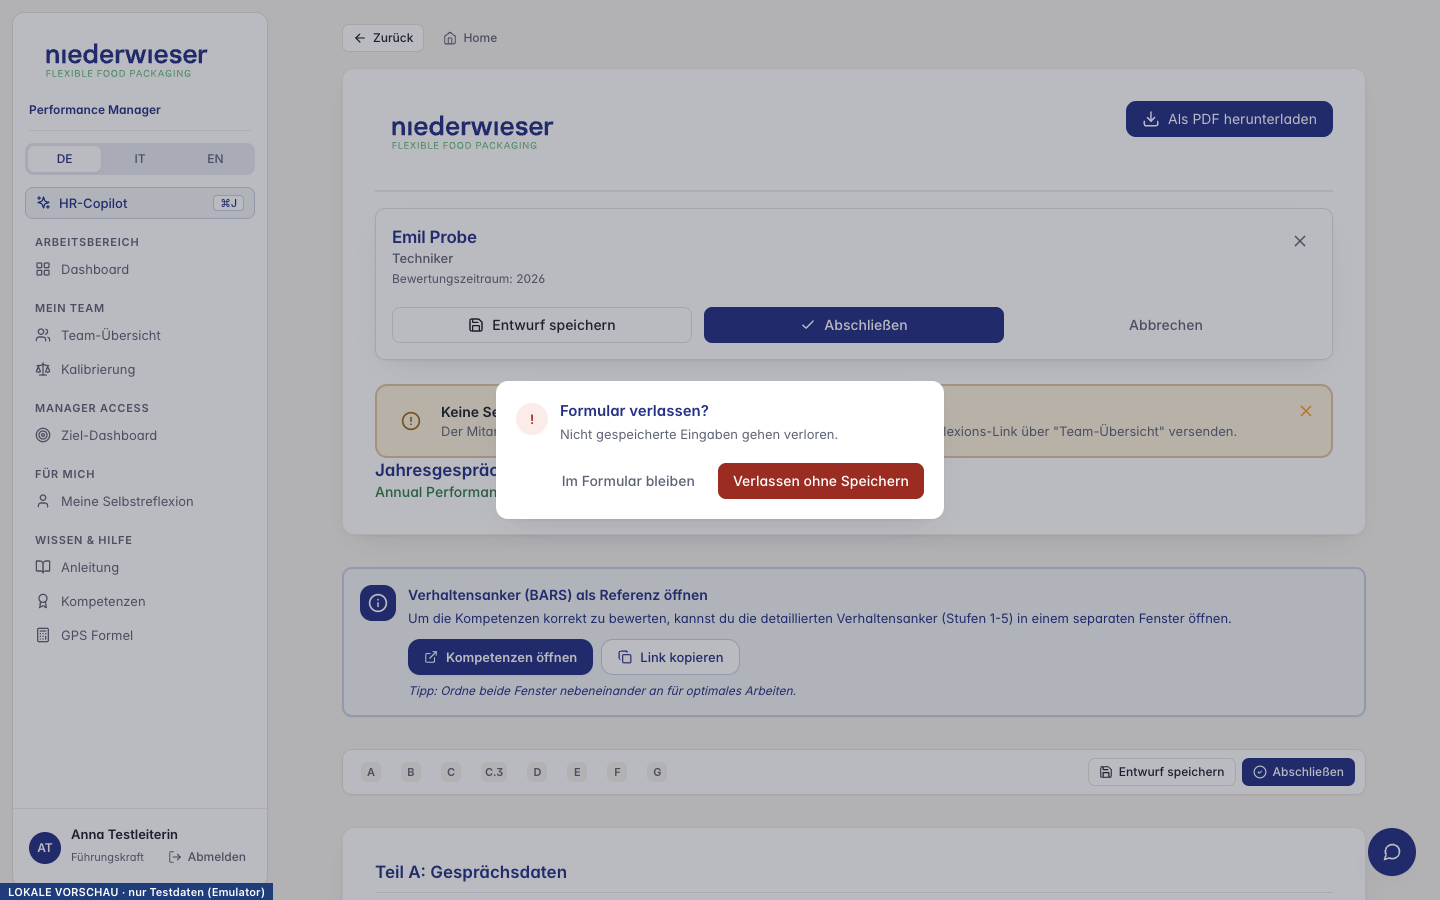 niederwieser
FLEXIBLE FOOD PACKAGING
Performance Manager
DE
IT
EN
HR-Copilot
⌘J
ARBEITSBEREICH
Dashboard
MEIN TEAM
Team-Übersicht
Kalibrierung
MANAGER ACCESS
Ziel-Dashboard
FÜR MICH
Meine Selbstreflexion
WISSEN & HILFE
Anleitung
Kompetenzen
GPS Formel
AT
Anna Testleiterin
Führungskraft
Abmelden
LOKALE VORSCHAU · nur Testdaten (Emulator)
Zurück
Home
niederwieser
FLEXIBLE FOOD PACKAGING
Als PDF herunterladen
Emil Probe
Techniker
Bewertungszeitraum: 2026
Entwurf speichern
Abschließen
Abbrechen
Keine
Der
über "Team-Übersicht" versenden.
Formular verlassen?
Nicht gespeicherte Eingaben gehen verloren.
Im Formular bleiben
Verlassen ohne Speichern
Annual
Verhaltensanker (BARS) als Referenz öffnen
Um die Kompetenzen korrekt zu bewerten, kannst du die detaillierten Verhaltensanker (Stufen 1-5) in einem separaten Fenster öffnen.
Kompetenzen öffnen
Link kopieren
Tipp: Ordne beide Fenster nebeneinander an für optimales Arbeiten.
A
B
C
C.3
D
E
F
G
Entwurf speichern
Abschließen
Teil A: Gesprächsdaten